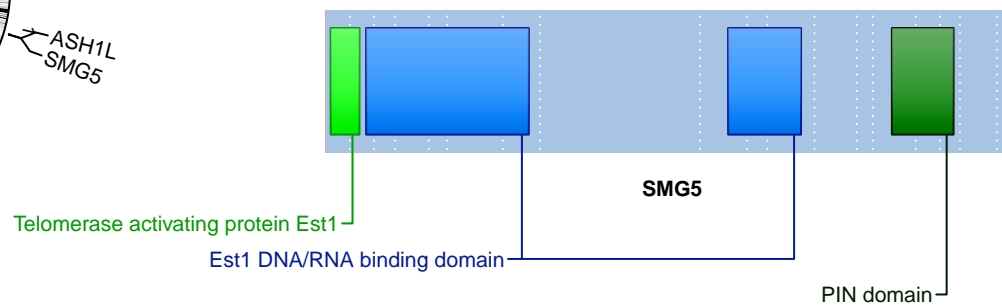 ASH1L
SMG5
SMG5
Telomerase activating protein Est1
Est1 DNA/RNA binding domain
PIN domain